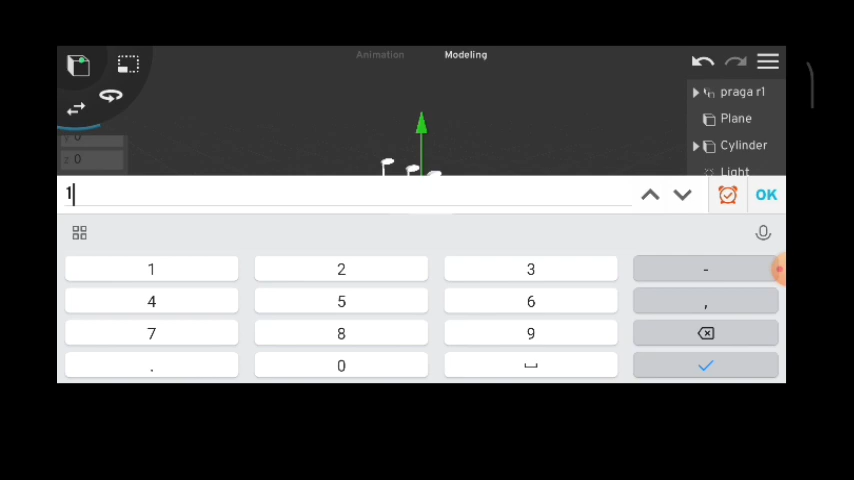 Animation Modeling
praga r1
Plane
Cylinder
z 0
Light
1
OK
1 2 3 -
4 5 6 ,
7 8 9
. 0